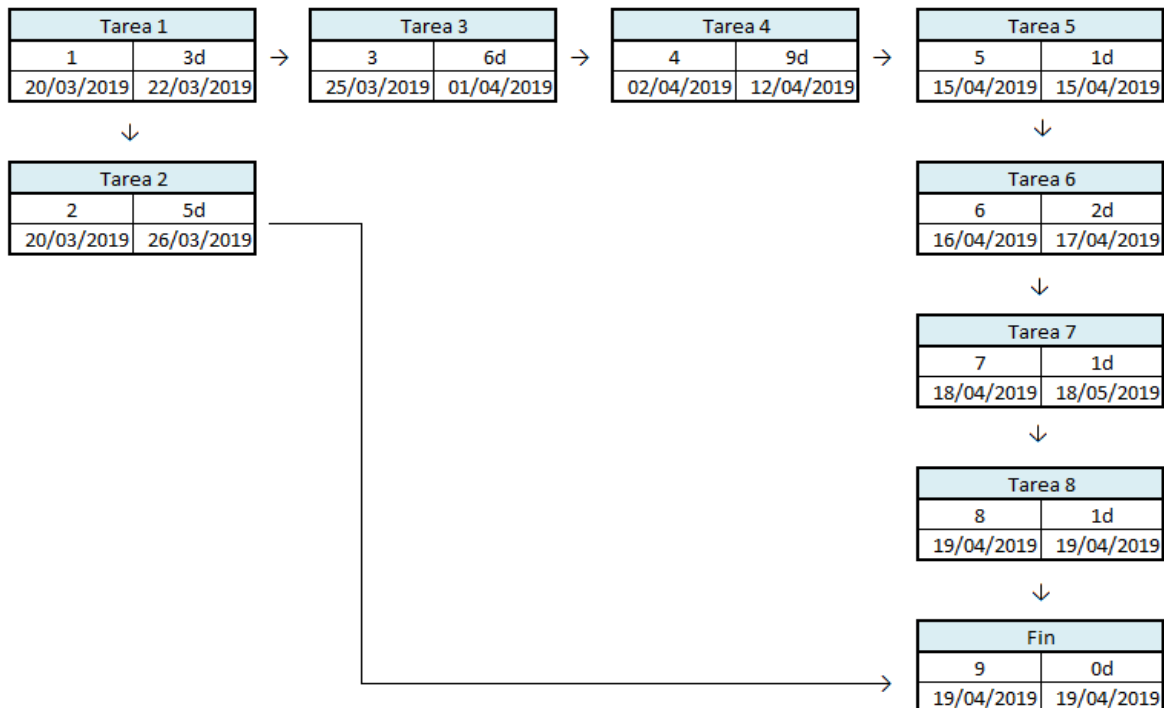 Tarea 1
1 3d
20/03/2019 22/03/2019
Tarea 3
3 6d
25/03/2019 01/04/2019
Tarea 4
4 9d
02/04/2019 12/04/2019
Tarea 5
5 1d
15/04/2019 15/04/2019
Tarea 2
2 5d
20/03/2019 26/03/2019
Tarea 6
6 2d
16/04/2019 17/04/2019
Tarea 7
7 1d
18/04/2019 18/05/2019
Tarea 8
8 1d
19/04/2019 19/04/2019
Fin
9 0d
19/04/2019 19/04/2019